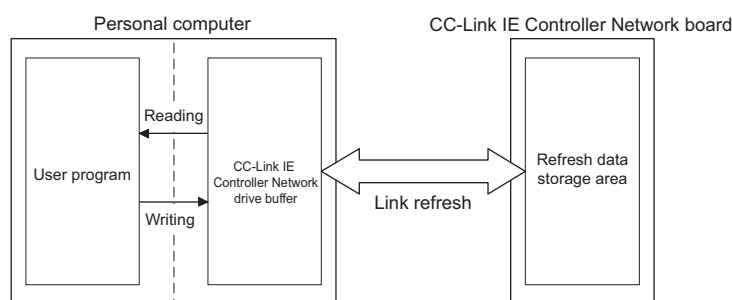 Personal computer
CC-Link IE Controller Network board
Reading
User program
Writing
CC-Link IE
Controller Network
drive buffer
Link refresh
Refresh data
storage area